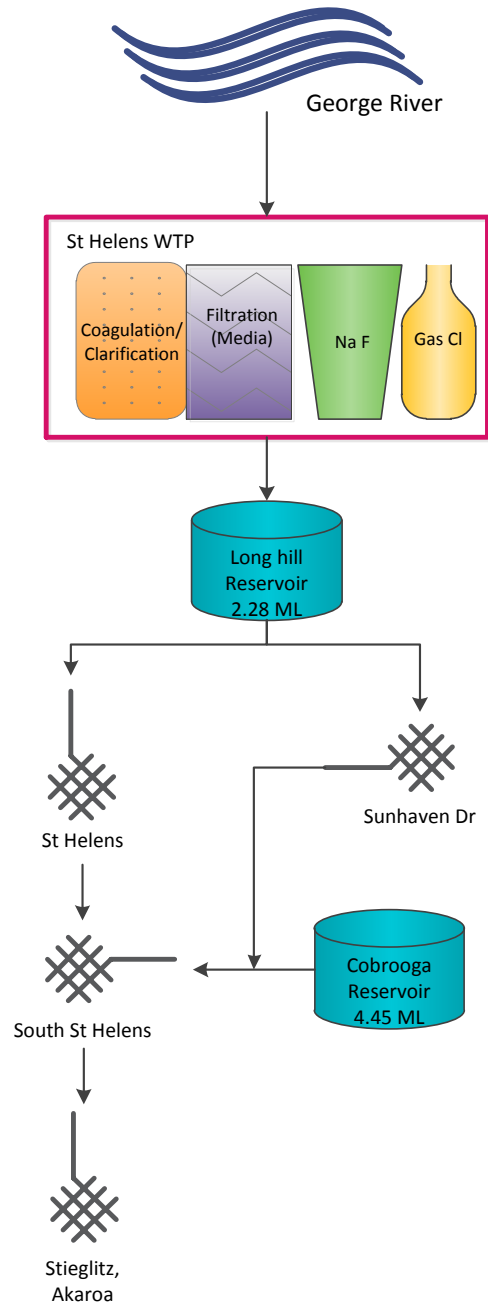 George River
St Helens WTP
Coagulation/
Clarification
Filtration
(Media)
Na F
Gas Cl
Long hill
Reservoir
2.28 ML
St Helens
Sunhaven Dr
Cobrooga
Reservoir
4.45 ML
South St Helens
Stieglitz,
Akaroa